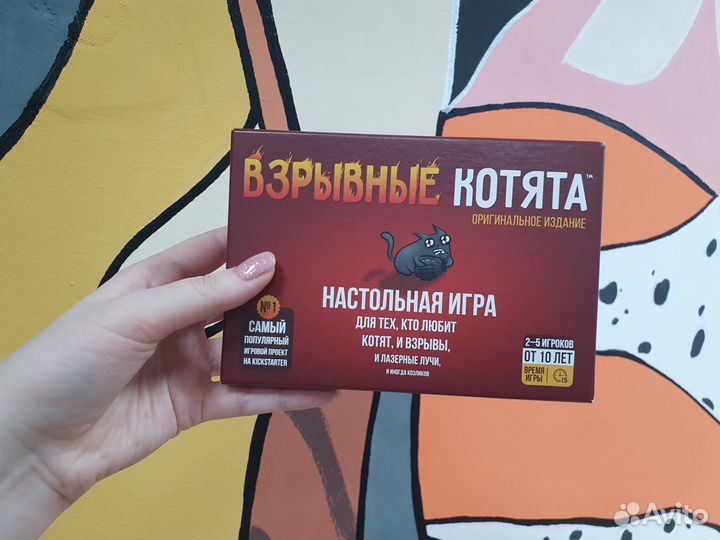 ВЗРЫВНЫЕ КОТЯТА™
ОРИГИНАЛЬНОЕ ИЗДАНИЕ
НАСТОЛЬНАЯ ИГРА
ДЛЯ ТЕХ, КТО ЛЮБИТ
КОТЯТ, И ВЗРЫВЫ,
И ЛАЗЕРНЫЕ ЛУЧИ,
И ИНОГДА КОЗЛИКОВ
№1
САМЫЙ
ПОПУЛЯРНЫЙ
ИГРОВОЙ ПРОЕКТ
НА KICKSTARTER
2–5 ИГРОКОВ
ОТ 10 ЛЕТ
ВРЕМЯ
ИГРЫ
15
Avito